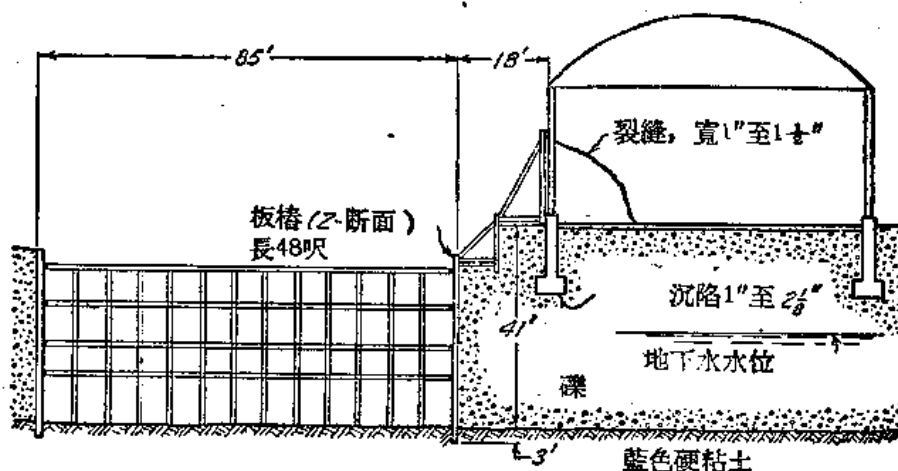 85'
18'
裂縫，寬1"至1½"
板樁(Z-斷面)
長48呎
沉陷1"至2⅛"
41'
地下水水位
礫
3'
藍色硬粘土